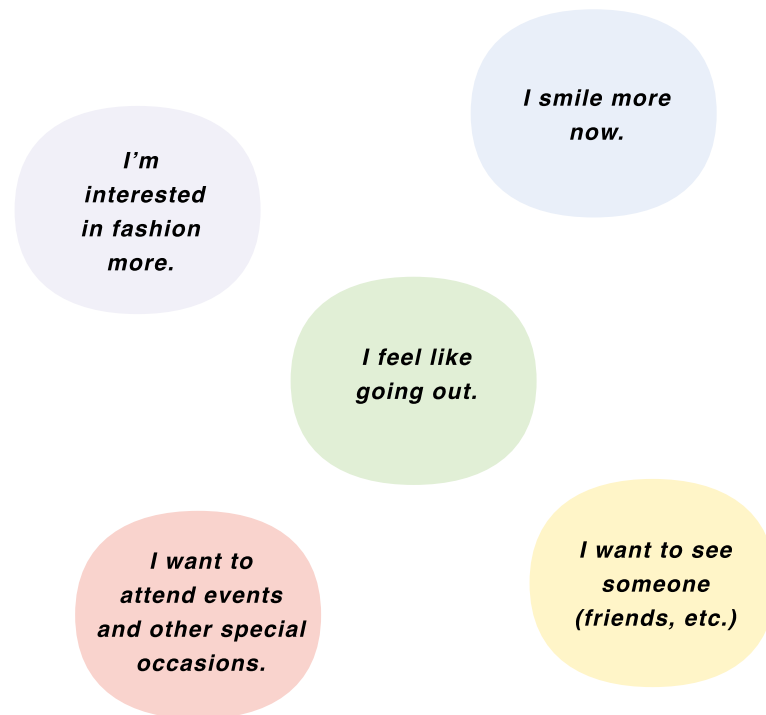 I smile more
now.
I’m
interested
in fashion
more.
I feel like
going out.
I want to
attend events
and other special
occasions.
I want to see
someone
(friends, etc.)